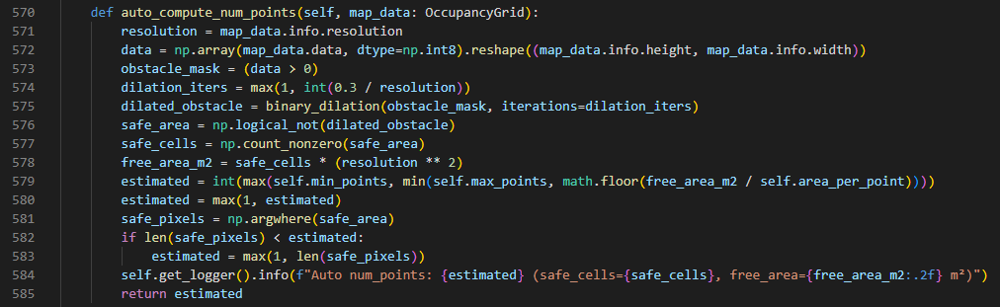 570 def auto_compute_num_points(self, map_data: OccupancyGrid):
571 resolution = map_data.info.resolution
572 data = np.array(map_data.data, dtype=np.int8).reshape((map_data.info.height, map_data.info.width))
573 obstacle_mask = (data > 0)
574 dilation_iters = max(1, int(0.3 / resolution))
575 dilated_obstacle = binary_dilation(obstacle_mask, iterations=dilation_iters)
576 safe_area = np.logical_not(dilated_obstacle)
577 safe_cells = np.count_nonzero(safe_area)
578 free_area_m2 = safe_cells * (resolution ** 2)
579 estimated = int(max(self.min_points, min(self.max_points, math.floor(free_area_m2 / self.area_per_point))))
580 estimated = max(1, estimated)
581 safe_pixels = np.argwhere(safe_area)
582 if len(safe_pixels) < estimated:
583 estimated = max(1, len(safe_pixels))
584 self.get_logger().info(f"Auto num_points: {estimated} (safe_cells={safe_cells}, free_area={free_area_m2:.2f} m²)")
585 return estimated